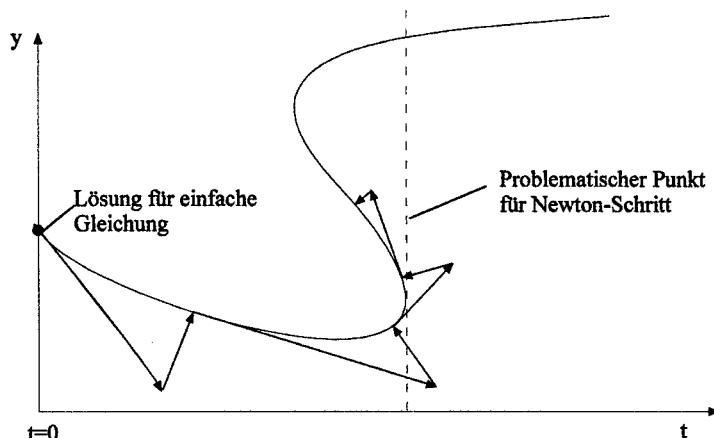 y
Lösung für einfache
Gleichung
Problematischer Punkt
für Newton-Schritt
t=0
t